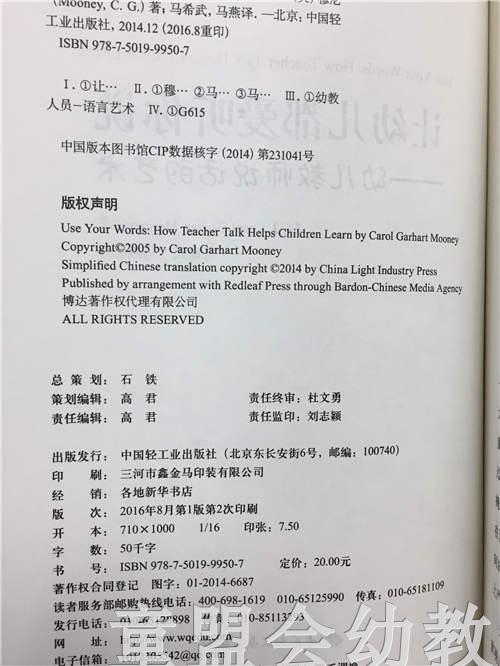 (Mooney, C. G.) 著；马希武，马燕译. —北京：中国轻
工业出版社，2014.12（2016.8重印）
ISBN 978-7-5019-9950-7
Ⅰ. ①让… Ⅱ. ①穆… ②马… ③马… Ⅲ. ①幼教
人员–语言艺术 Ⅳ. ①G615
中国版本图书馆CIP数据核字（2014）第231041号
版权声明
Use Your Words: How Teacher Talk Helps Children Learn by Carol Garhart Mooney
Copyright©2005 by Carol Garhart Mooney
Simplified Chinese translation copyright ©2014 by China Light Industry Press
Published by arrangement with Redleaf Press through Bardon-Chinese Media Agency
博达著作权代理有限公司
ALL RIGHTS RESERVED
总 策 划：石 铁
策划编辑：高 君 责任终审：杜文勇
责任编辑：高 君 责任监印：刘志颖
出版发行：中国轻工业出版社（北京东长安街6号，邮编：100740）
印 刷：三河市鑫金马印装有限公司
经 销：各地新华书店
版 次：2016年8月第1版第2次印刷
开 本：710×1000 1/16 印张：7.50
字 数：50千字
书 号：ISBN 978-7-5019-9950-7 定价：20.00元
著作权合同登记 图字：01-2014-6687
读者服务部邮购热线电话：400-698-1619 010-65125990 传真：010-65181109
发行电话：010-85113293
网 址：
电子信箱：
童盟会幼教